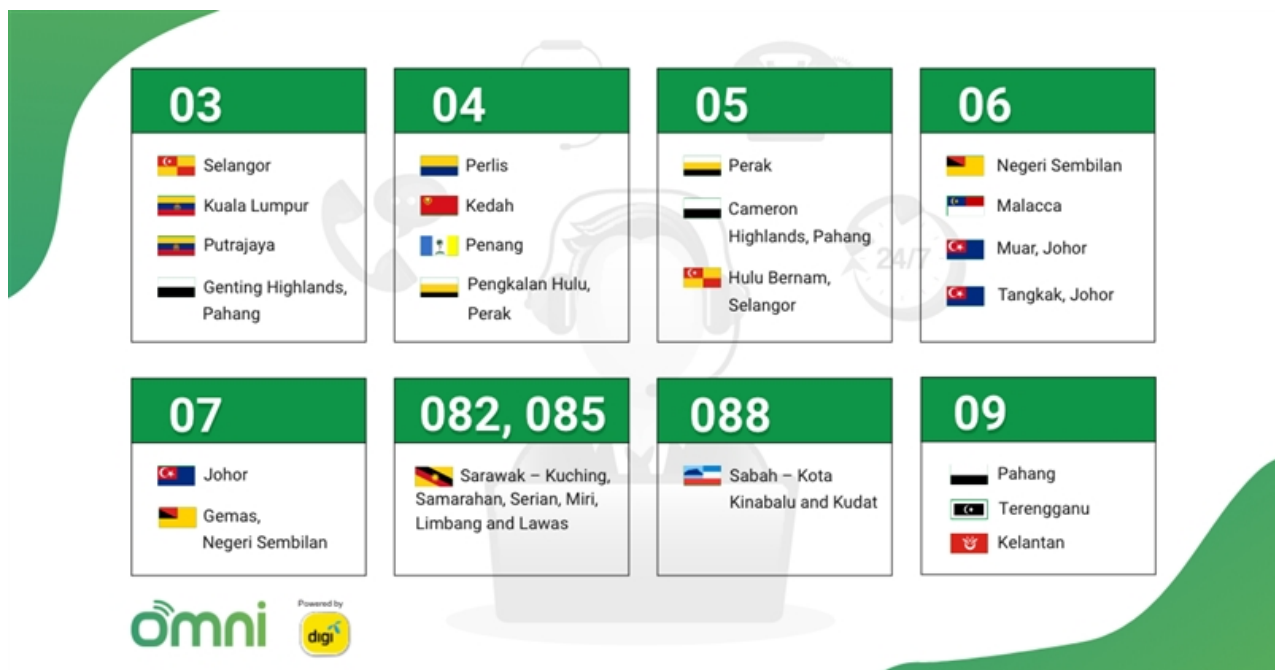 03
Selangor
Kuala Lumpur
Putrajaya
Genting Highlands,
Pahang
04
Perlis
Kedah
Penang
Pengkalan Hulu,
Perak
05
Perak
Cameron
Highlands, Pahang
Hulu Bernam,
Selangor
24/7
06
Negeri Sembilan
Malacca
Muar, Johor
Tangkak, Johor
07
Johor
Gemas,
Negeri Sembilan
082, 085
Sarawak – Kuching,
Samarahan, Serian, Miri,
Limbang and Lawas
088
Sabah – Kota
Kinabalu and Kudat
09
Pahang
Terengganu
Kelantan
omni
Powered by
digi